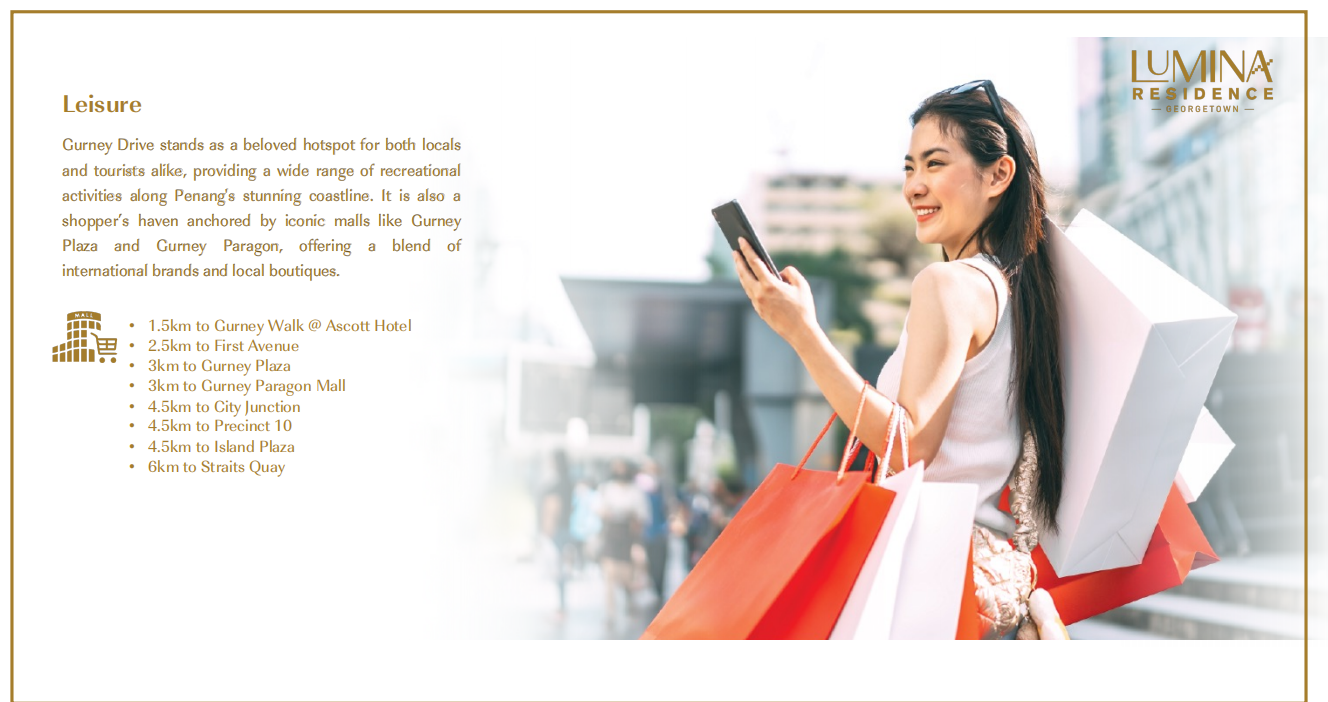 LUMINA
RESIDENCE
GEORGETOWN
Leisure
Gurney Drive stands as a beloved hotspot for both locals
and tourists alike, providing a wide range of recreational
activities along Penang's stunning coastline. It is also a
shopper's haven anchored by iconic malls like Gurney
Plaza and Gurney Paragon, offering a blend of
international brands and local boutiques.
MALL
• 1.5km to Gurney Walk @ Ascott Hotel
• 2.5km to First Avenue
• 3km to Gurney Plaza
• 3km to Gurney Paragon Mall
• 4.5km to City Junction
• 4.5km to Precinct 10
• 4.5km to Island Plaza
• 6km to Straits Quay